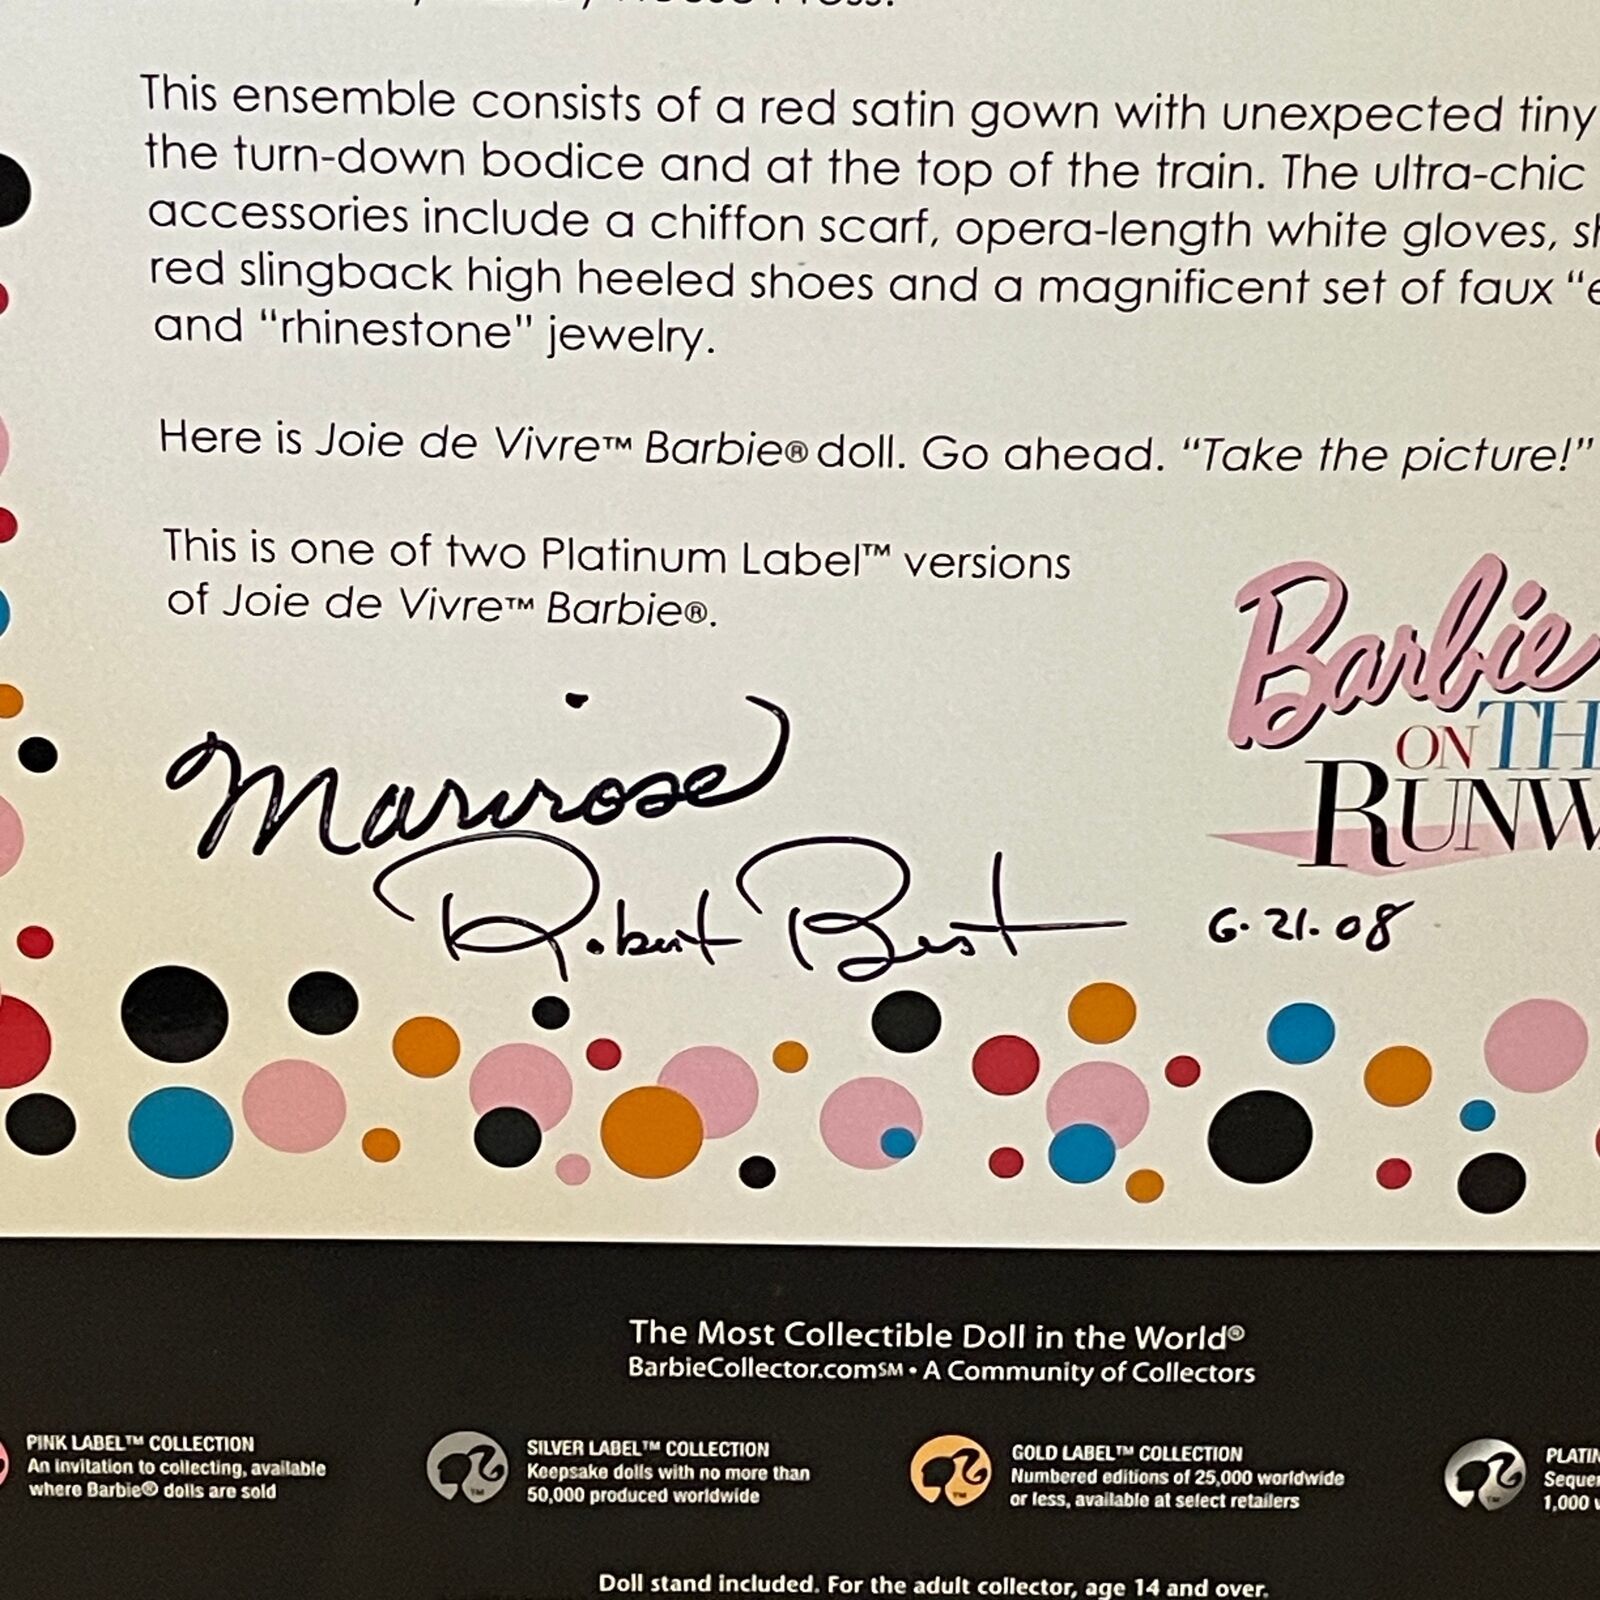 This ensemble consists of a red satin gown with unexpected tiny
the turn-down bodice and at the top of the train. The ultra-chic
accessories include a chiffon scarf, opera-length white gloves, sh
red slingback high heeled shoes and a magnificent set of faux "e
and "rhinestone" jewelry.
Here is Joie de Vivre™ Barbie® doll. Go ahead. "Take the picture!"
This is one of two Platinum Label™ versions
of Joie de Vivre™ Barbie®.
Barbie
ON TH
RUNW
Marirose
Robert Best
6.21.08
The Most Collectible Doll in the World®
BarbieCollector.com℠ • A Community of Collectors
PINK LABEL™ COLLECTION
An invitation to collecting, available
where Barbie® dolls are sold
SILVER LABEL™ COLLECTION
Keepsake dolls with no more than
50,000 produced worldwide
GOLD LABEL™ COLLECTION
Numbered editions of 25,000 worldwide
or less, available at select retailers
PLATIN
Seque
1,000 w
Doll stand included. For the adult collector, age 14 and over.